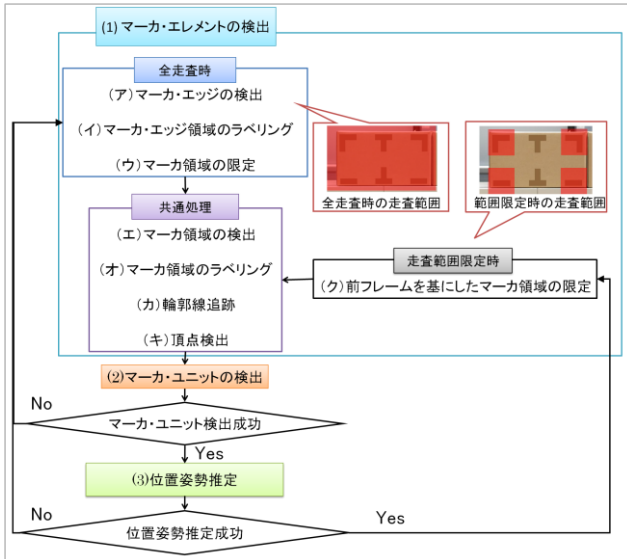 (1)マーカ・エレメントの検出
全走査時
(ア)マーカ・エッジの検出
(イ)マーカ・エッジ領域のラベリング
(ウ)マーカ領域の限定
全走査時の走査範囲
範囲限定時の走査範囲
共通処理
(エ)マーカ領域の検出
(オ)マーカ領域のラベリング
(カ)輪郭線追跡
(キ)頂点検出
走査範囲限定時
(ク)前フレームを基にしたマーカ領域の限定
(2)マーカ・ユニットの検出
No
マーカ・ユニット検出成功
Yes
(3)位置姿勢推定
No
位置姿勢推定成功
Yes